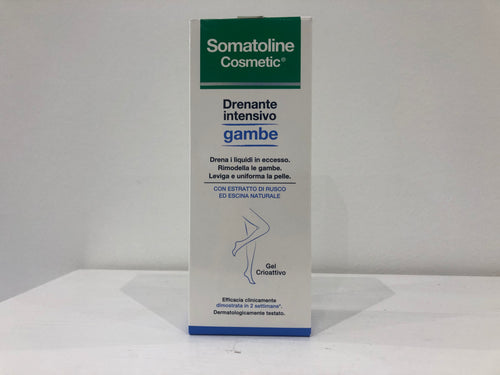 Somatoline
Cosmetic®
Drenante
intensivo
gambe
Drena i liquidi in eccesso.
Rimodella le gambe.
Leviga e uniforma la pelle.
CON ESTRATTO DI RUSCO
ED ESCINA NATURALE
Gel
Crioattivo
Efficacia clinicamente
dimostrata in 2 settimane*.
Dermatologicamente testato.